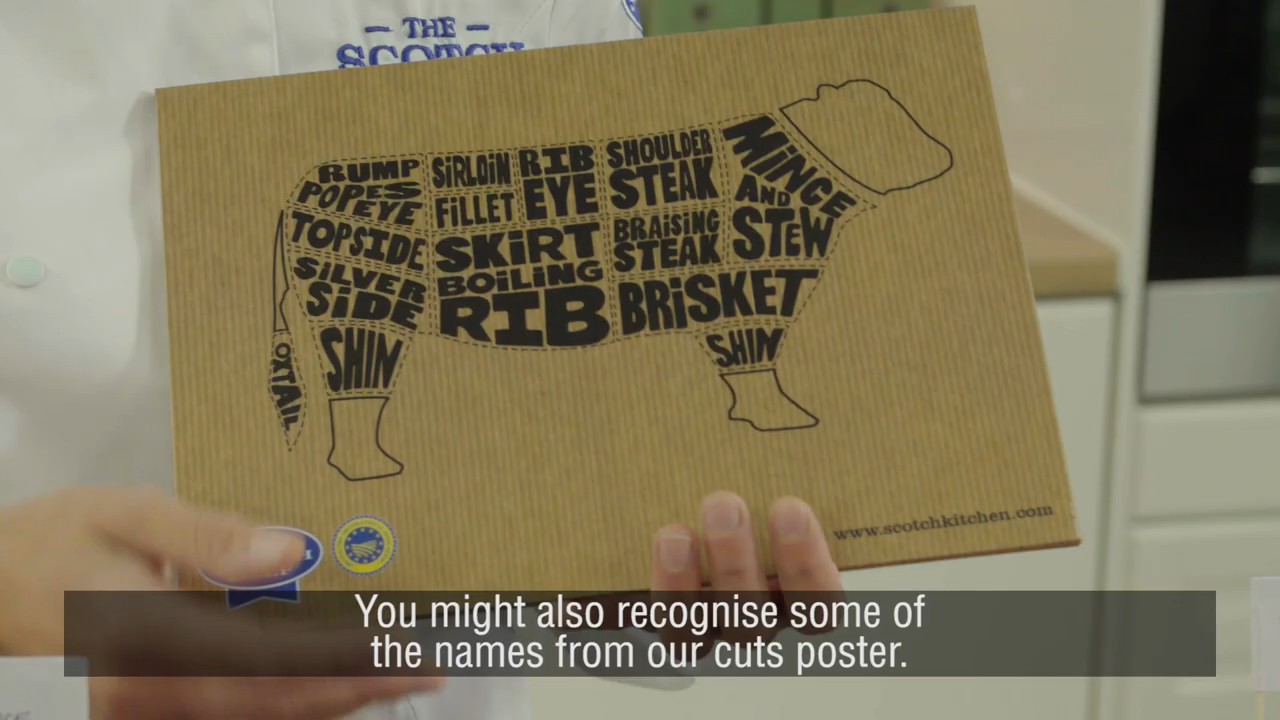 THE
SCOTCH
RUMP
POPES
EYE
SiRLOiN
FiLLET
RIB
EYE
SHOULDER
STEAK
MiNCE
AND
STEW
TOPSIDE
SKiRT
BRAiSiNG
STEAK
SiLVER
SiDE
BOiLiNG
RIB
BRiSKET
SHIN
SHIN
OXTAIL
www.scotchkitchen.com
You might also recognise some of
the names from our cuts poster.